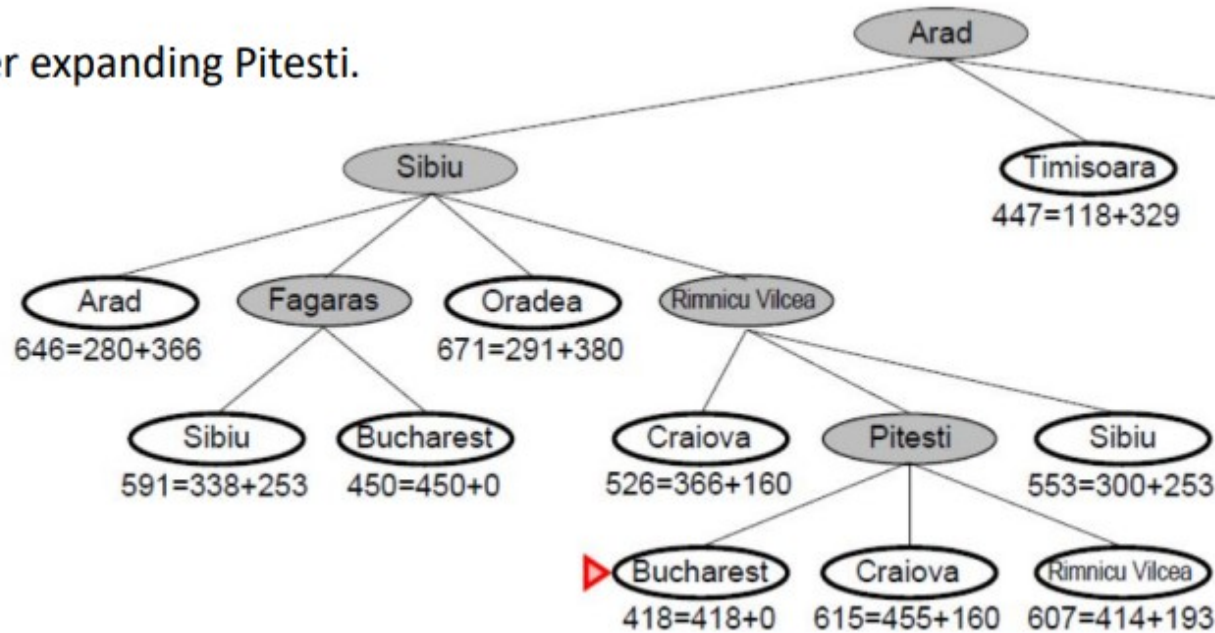 er expanding Pitesti.
Arad
Sibiu
Timisoara
447=118+329
Arad
Fagaras
Oradea
Rimnicu Vilcea
646=280+366
671=291+380
Sibiu
Bucharest
Craiova
Pitesti
Sibiu
591=338+253
450=450+0
526=366+160
553=300+253
Bucharest
Craiova
Rimnicu Vilcea
418=418+0
615=455+160
607=414+193